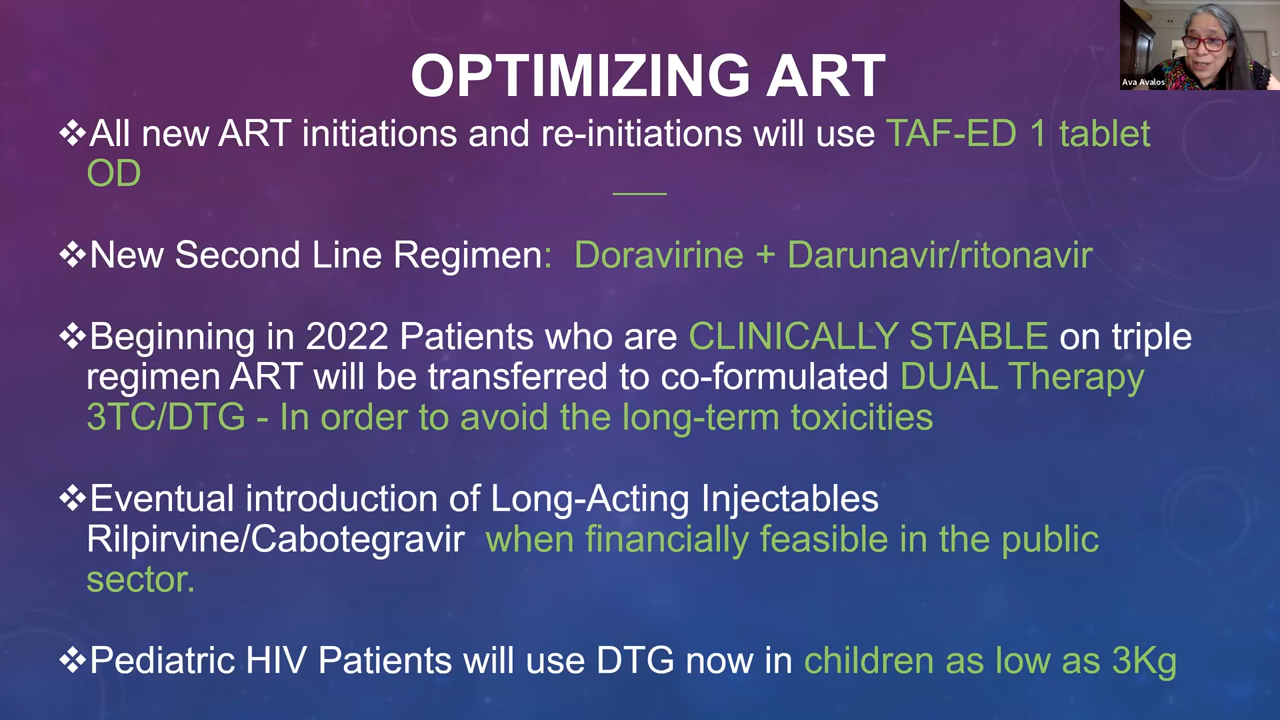 OPTIMIZING ART
Ava Avalos
❖All new ART initiations and re-initiations will use TAF-ED 1 tablet
OD
❖New Second Line Regimen:  Doravirine + Darunavir/ritonavir
❖Beginning in 2022 Patients who are CLINICALLY STABLE on triple
regimen ART will be transferred to co-formulated DUAL Therapy
3TC/DTG - In order to avoid the long-term toxicities
❖Eventual introduction of Long-Acting Injectables
Rilpirvine/Cabotegravir  when financially feasible in the public
sector.
❖Pediatric HIV Patients will use DTG now in children as low as 3Kg